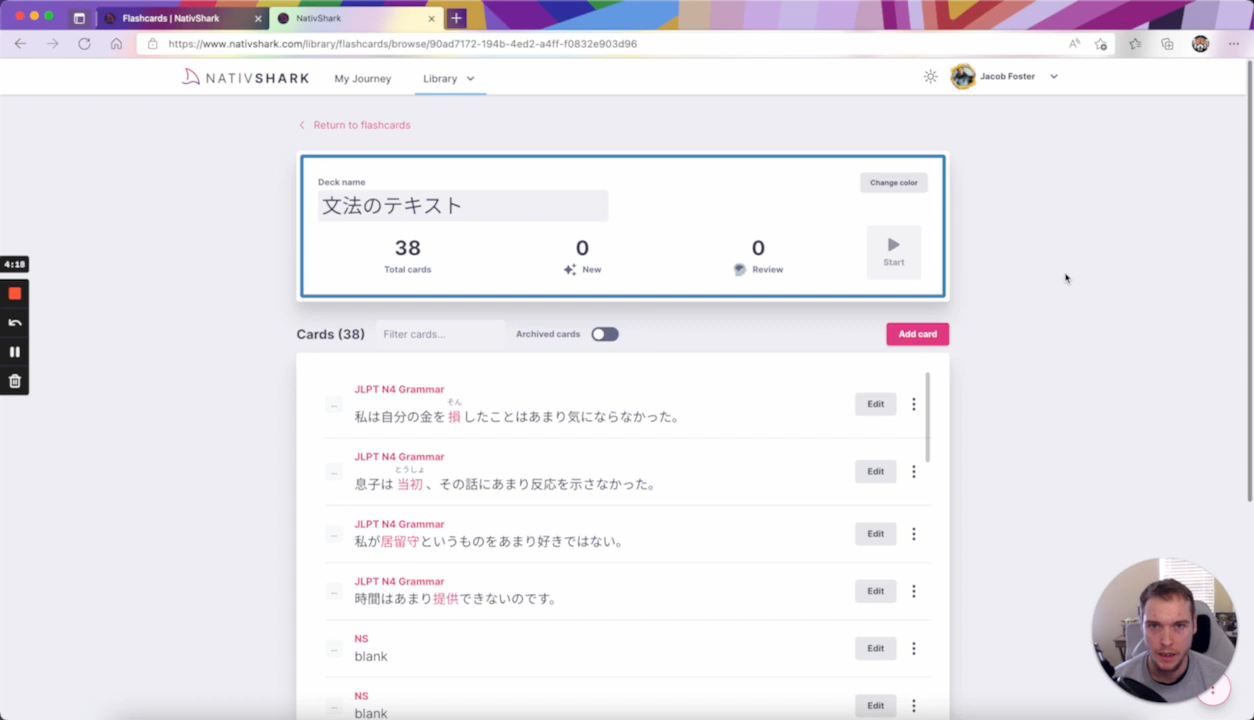 Flashcards | NativShark
NativShark
https://www.nativshark.com/library/flashcards/browse/90ad7172-194b-4ed2-a4ff-f0832e903d96
NATIVSHARK
My Journey
Library
Jacob Foster
Return to flashcards
Deck name
Change color
文法のテキスト
38
0
0
Total cards
New
Review
Start
4:18
Cards (38)
Filter cards...
Archived cards
Add card
JLPT N4 Grammar
そん
私は自分の金を損したことはあまり気にならなかった。
Edit
JLPT N4 Grammar
とうしょ
息子は当初、その話にあまり反応を示さなかった。
Edit
JLPT N4 Grammar
私が居留守というものをあまり好きではない。
Edit
JLPT N4 Grammar
時間はあまり提供できないのです。
Edit
NS
blank
Edit
NS
blank
Edit